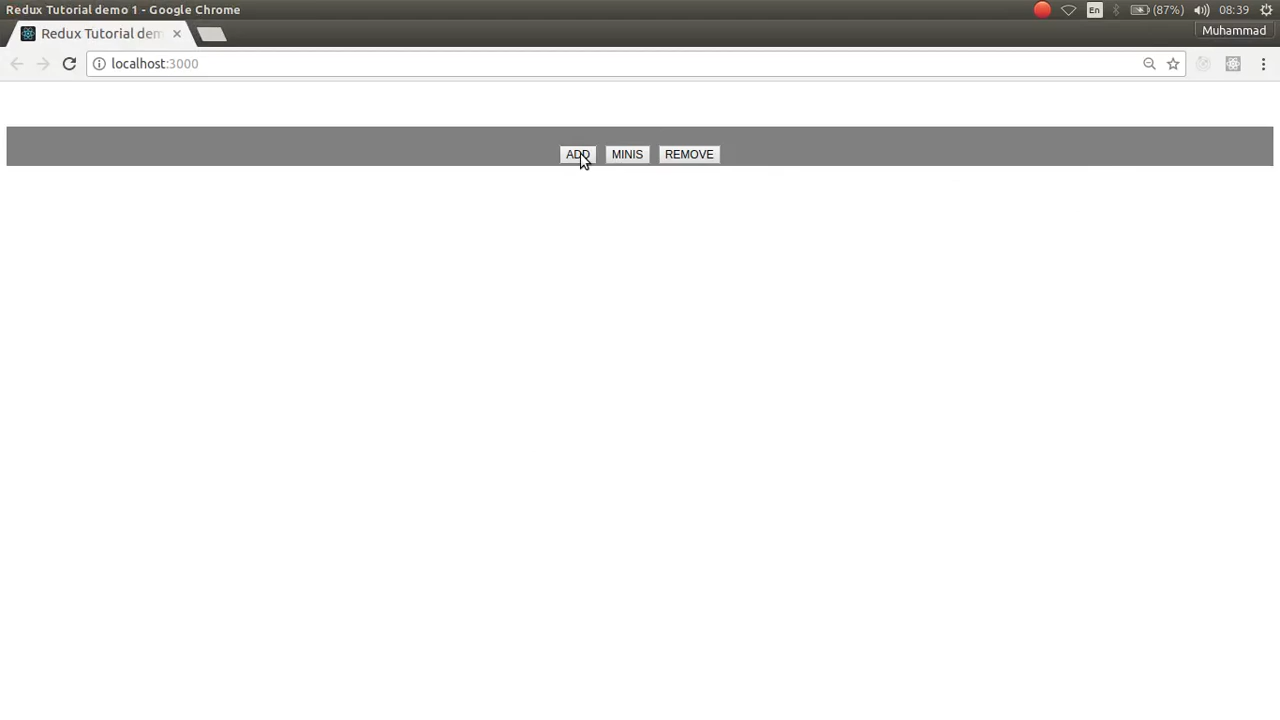 Redux Tutorial demo 1 - Google Chrome
En
(87%)
08:39
Redux Tutorial dem
Muhammad
localhost:3000
ADD
MINIS
REMOVE